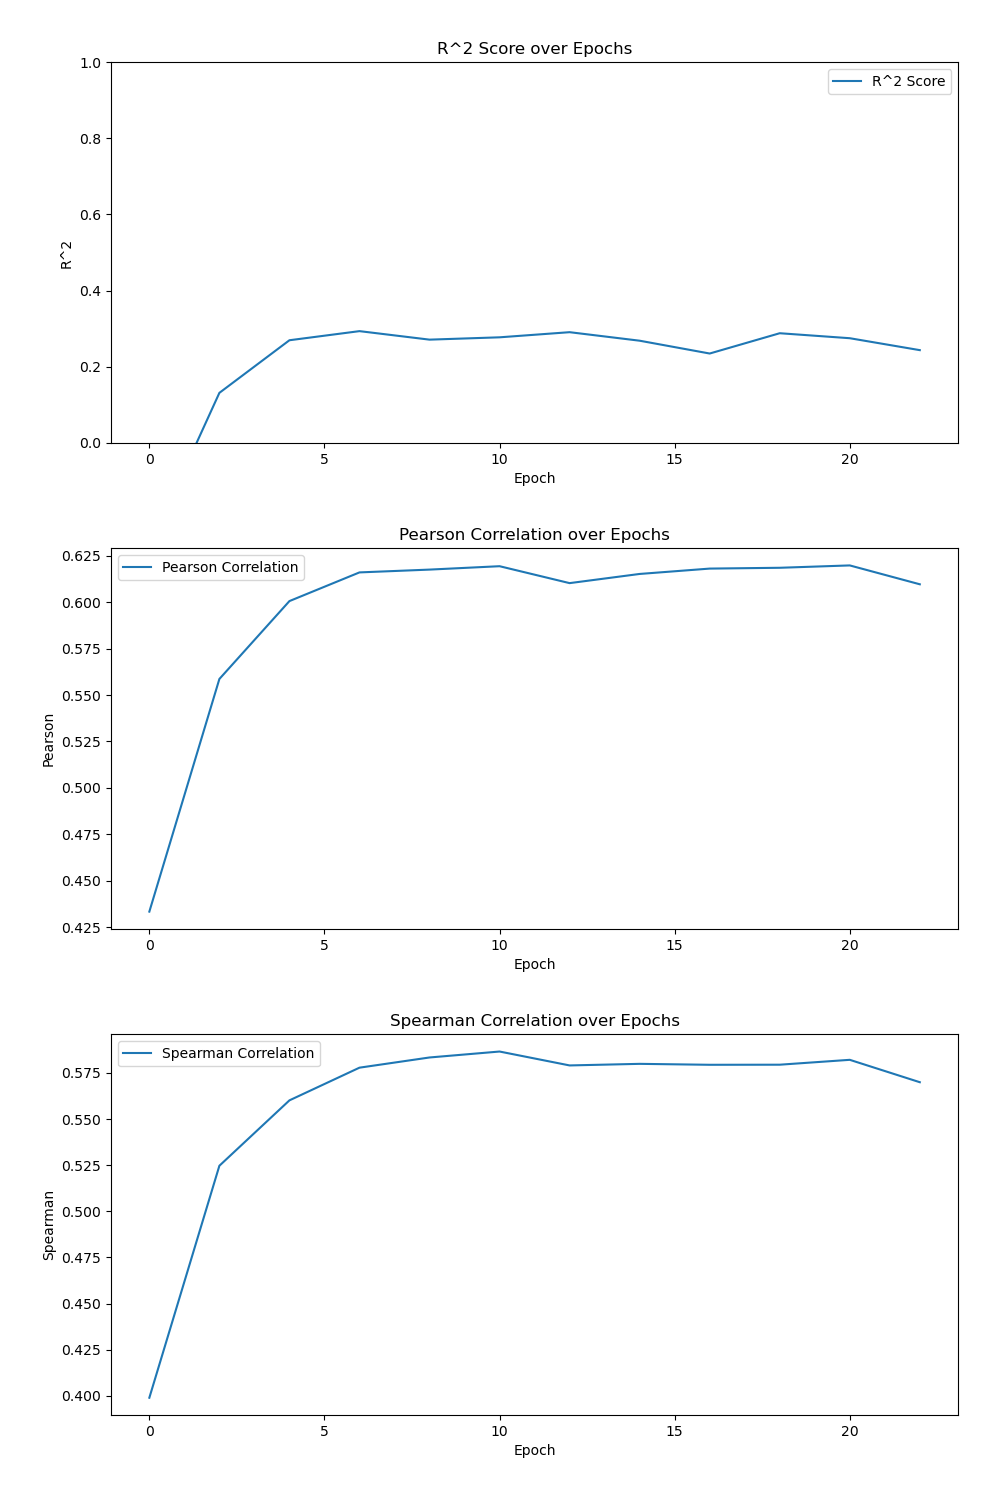 R^2 Score over Epochs
1.0
R^2 Score
0.8
0.6
R^2
0.4
0.2
0.0
0 5 10 15 20
Epoch
Pearson Correlation over Epochs
0.625
Pearson Correlation
0.600
0.575
0.550
0.525
Pearson
0.500
0.475
0.450
0.425
0 5 10 15 20
Epoch
Spearman Correlation over Epochs
Spearman Correlation
0.575
0.550
0.525
0.500
Spearman
0.475
0.450
0.425
0.400
0 5 10 15 20
Epoch